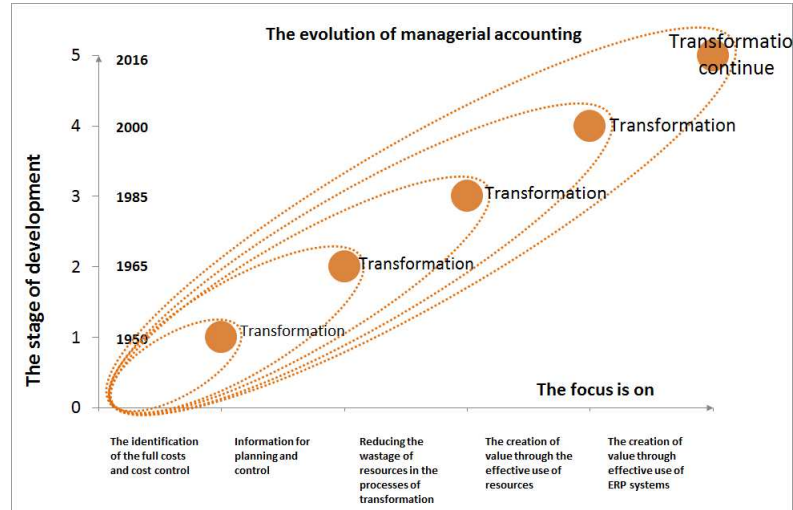 The evolution of managerial accounting
The stage of development
5
2016
Transformatio
continue
4
2000
Transformation
3
1985
Transformation
2
1965
Transformation
1
1950
Transformation
0
The focus is on
The identification
of the full costs
and cost control
Information for
planning and
control
Reducing the
wastage of
resources in the
processes of
transformation
The creation of
value through the
effective use of
resources
The creation of
value through
effective use of
ERP systems